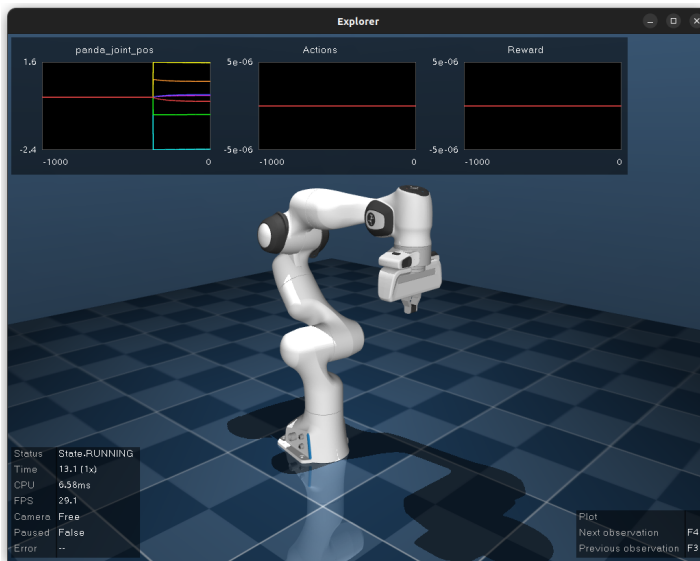 Explorer
panda_joint_pos
Actions
Reward
1.6
5e-06
5e-06
-2.4
-5e-06
-5e-06
-1000 0
-1000 0
-1000 0
Status State.RUNNING
Time 13.1 (1x)
CPU 6.58ms
FPS 29.1
Camera Free
Paused False
Error --
Plot
Next observation F4
Previous observation F3